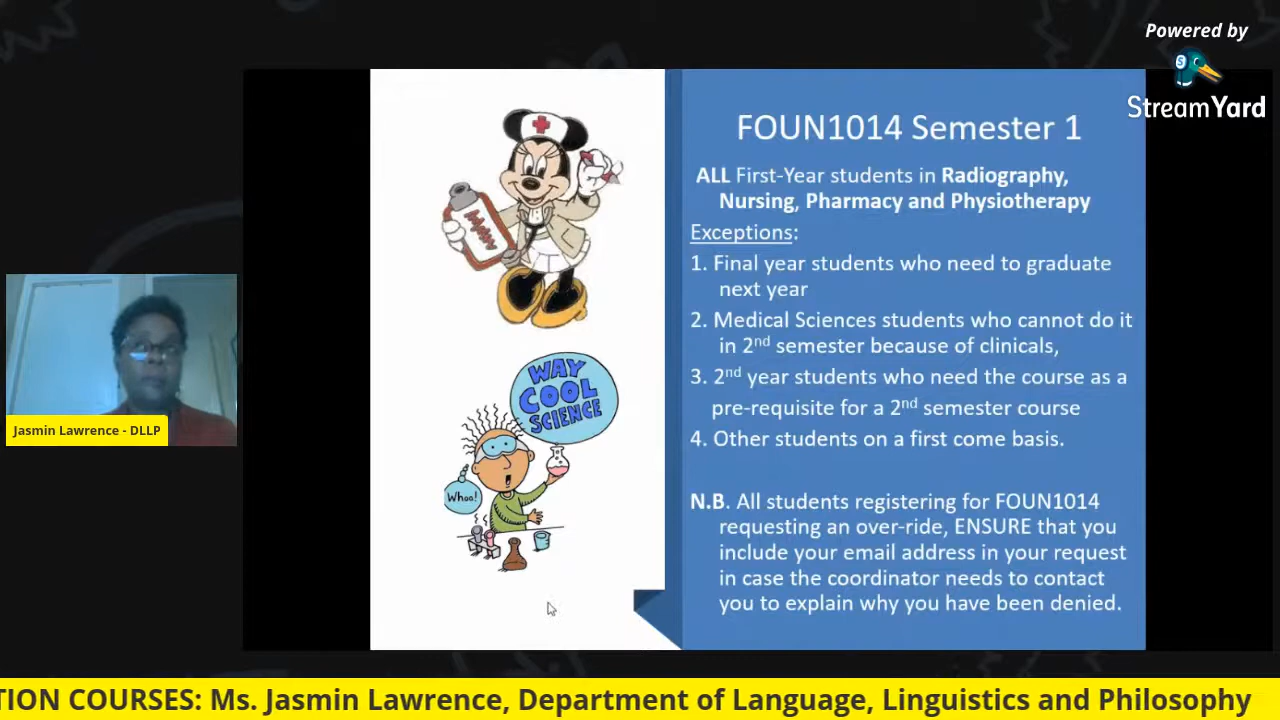 Powered by
StreamYard
FOUN1014 Semester 1
ALL First-Year students in Radiography,
Nursing, Pharmacy and Physiotherapy
Exceptions:
1. Final year students who need to graduate
next year
2. Medical Sciences students who cannot do it
in 2nd semester because of clinicals,
3. 2nd year students who need the course as a
pre-requisite for a 2nd semester course
4. Other students on a first come basis.
N.B. All students registering for FOUN1014
requesting an over-ride, ENSURE that you
include your email address in your request
in case the coordinator needs to contact
you to explain why you have been denied.
WAY
COOL
SCIENCE
Whoo!
Jasmin Lawrence - DLLP
TION COURSES: Ms. Jasmin Lawrence, Department of Language, Linguistics and Philosophy